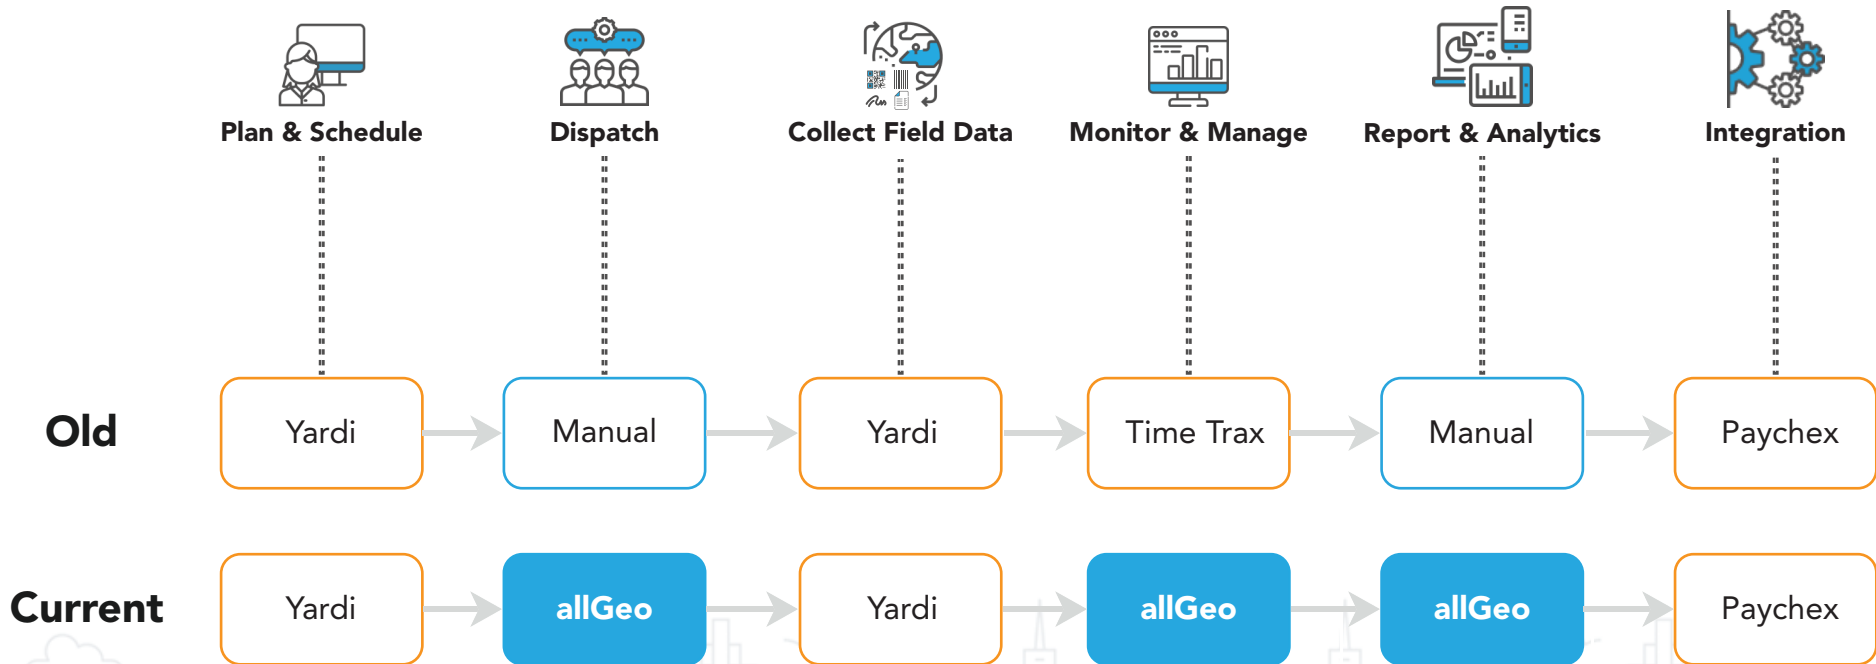 Plan & Schedule
Dispatch
Collect Field Data
Monitor & Manage
Report & Analytics
Integration
Old
Yardi
Manual
Yardi
Time Trax
Manual
Paychex
Current
Yardi
allGeo
Yardi
allGeo
allGeo
Paychex